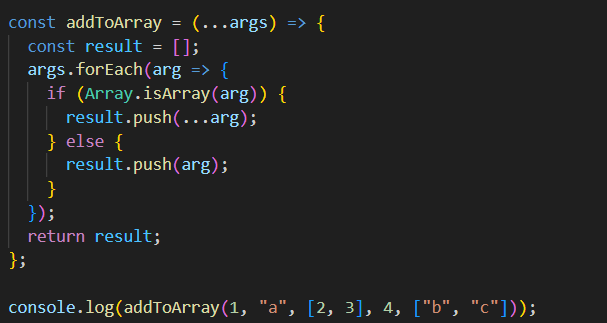 const addToArray = (...args) => {
  const result = [];
  args.forEach(arg => {
    if (Array.isArray(arg)) {
      result.push(...arg);
    } else {
      result.push(arg);
    }
  });
  return result;
};

console.log(addToArray(1, "a", [2, 3], 4, ["b", "c"]));